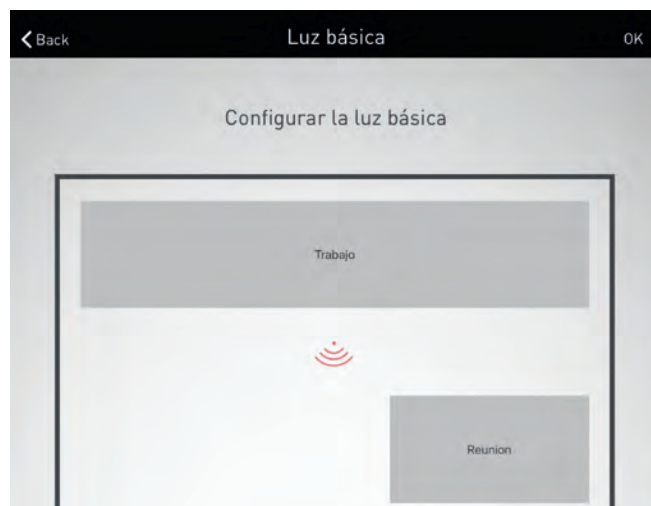 Back
Luz básica
OK
Configurar la luz básica
Trabajo
Reunion